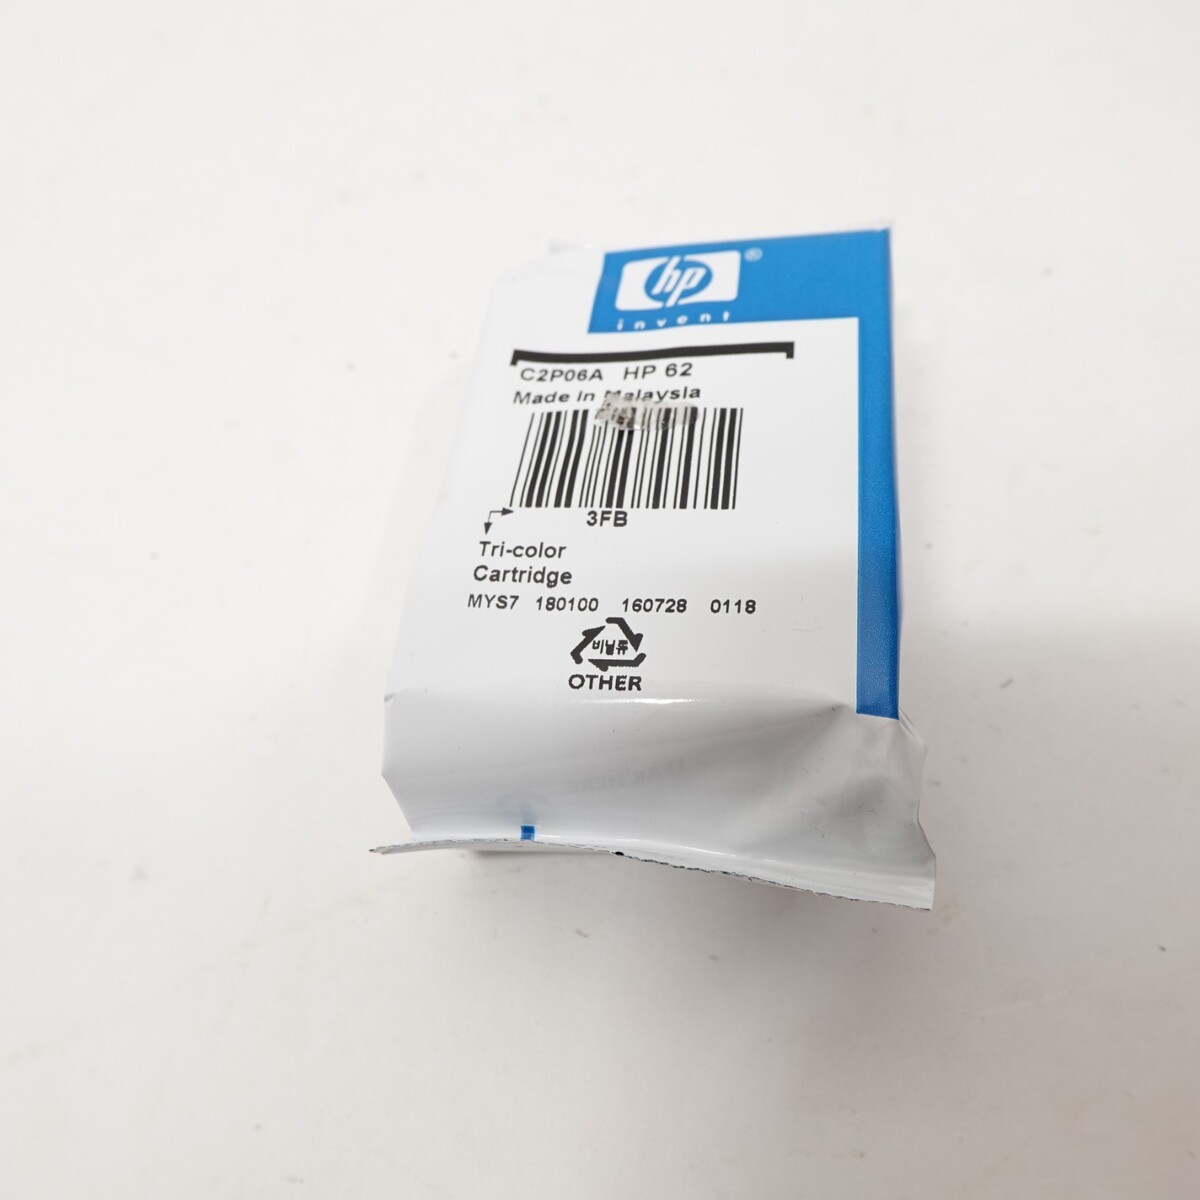 hp®
invent
C2P06A HP 62
Made in Malaysia
3FB
Tri-color
Cartridge
MYS7 180100 160728 0118
비닐류
OTHER